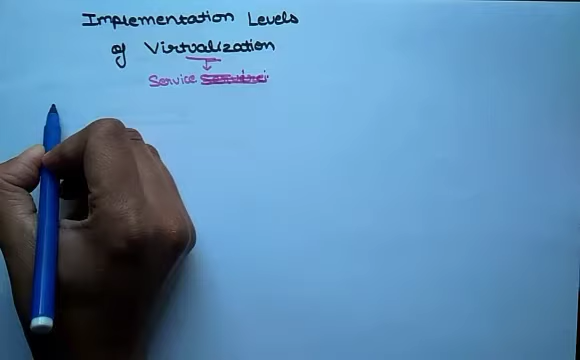 Implementation Levels
of Virtualization
Service